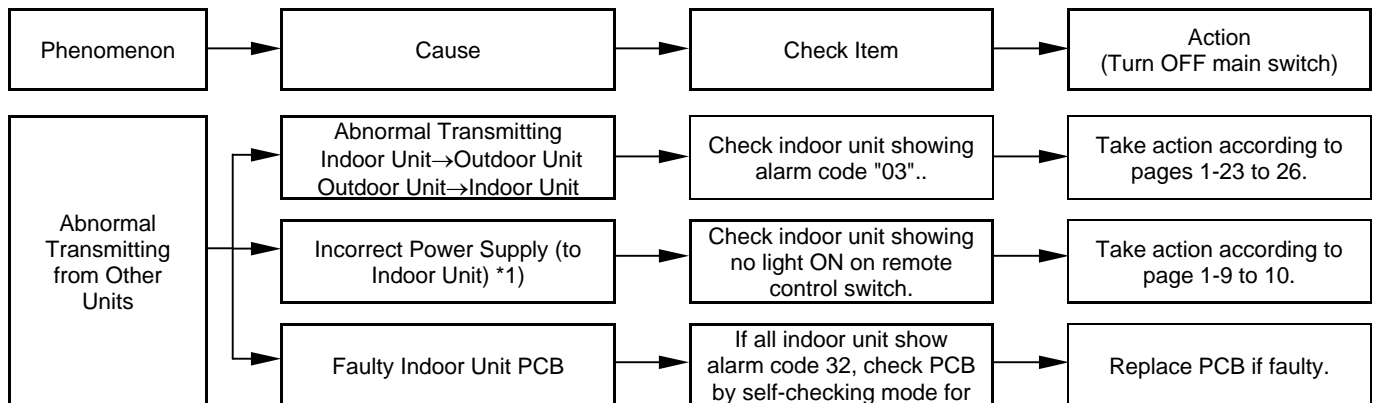 Phenomenon
Cause
Check Item
Action
(Turn OFF main switch)
Abnormal
Transmitting
from Other
Units
Abnormal Transmitting
Indoor Unit→Outdoor Unit
Outdoor Unit→Indoor Unit
Check indoor unit showing
alarm code "03"..
Take action according to
pages 1-23 to 26.
Incorrect Power Supply (to
Indoor Unit) *1)
Check indoor unit showing
no light ON on remote
control switch.
Take action according to
page 1-9 to 10.
Faulty Indoor Unit PCB
If all indoor unit show
alarm code 32, check PCB
by self-checking mode for
Replace PCB if faulty.